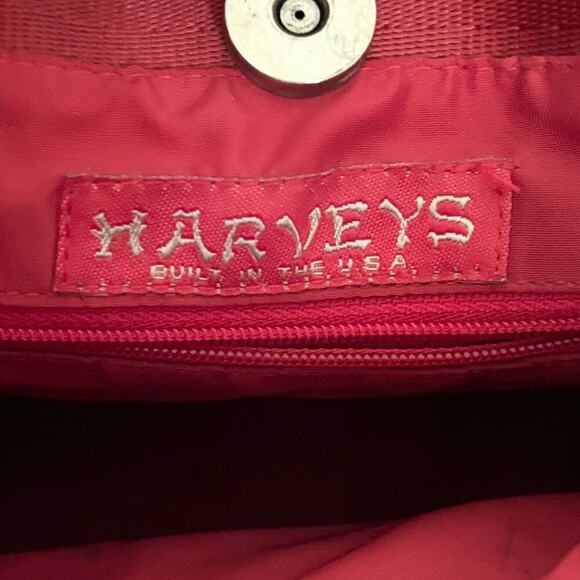 HARVEYS
BUILT IN THE U.S.A.